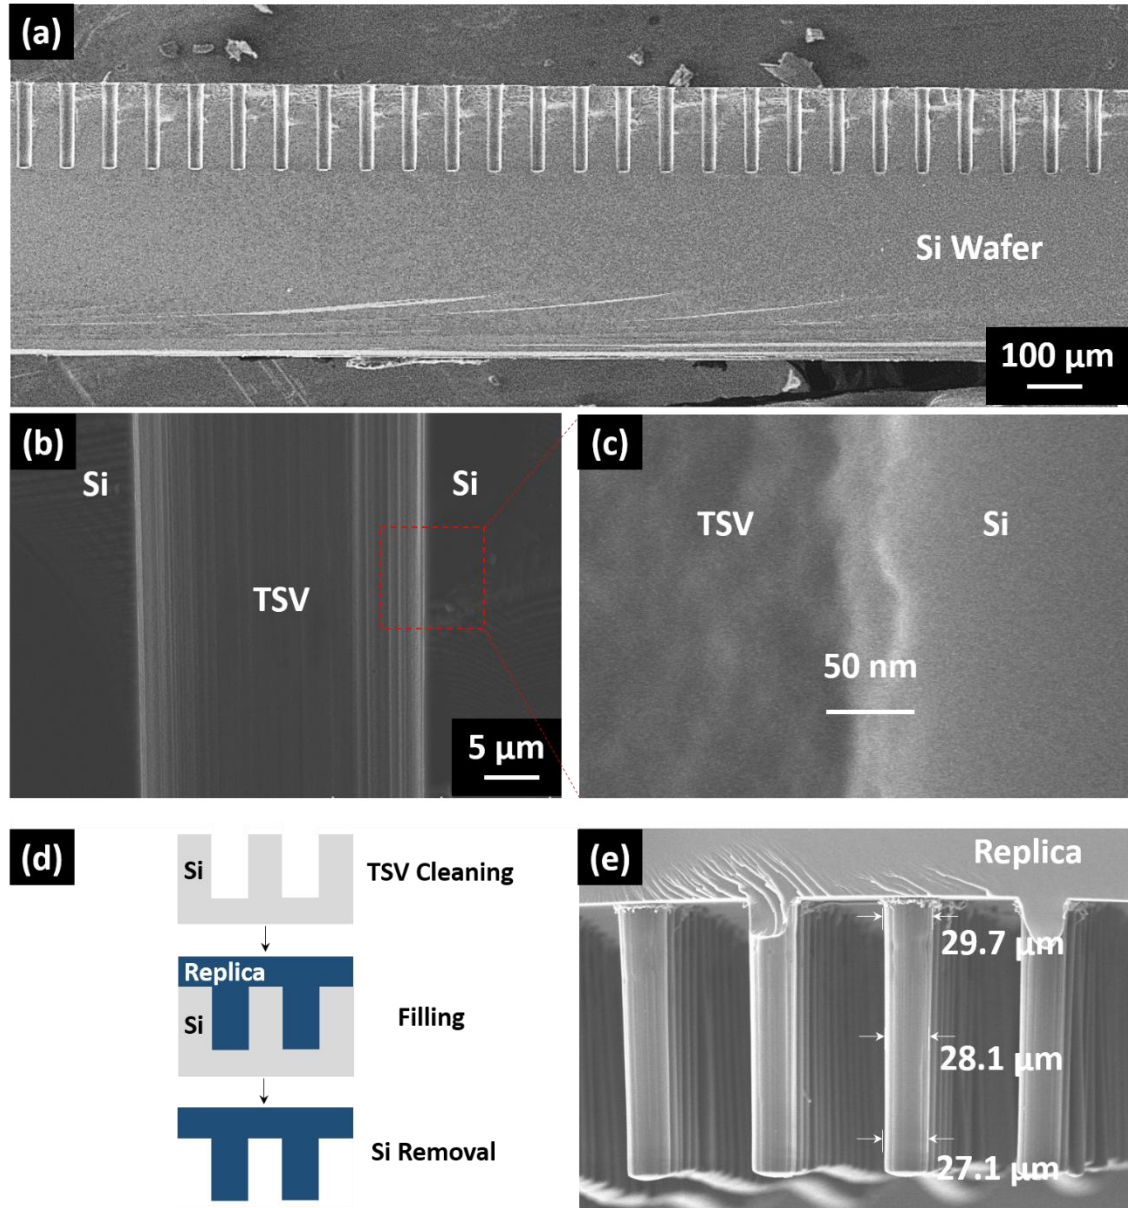 (a)
Si Wafer
100 µm
(b)
Si
Si
TSV
5 µm
(c)
TSV
Si
50 nm
(d)
Si
TSV Cleaning
Replica
Si
Filling
Si Removal
(e)
Replica
29.7 µm
28.1 µm
27.1 µm